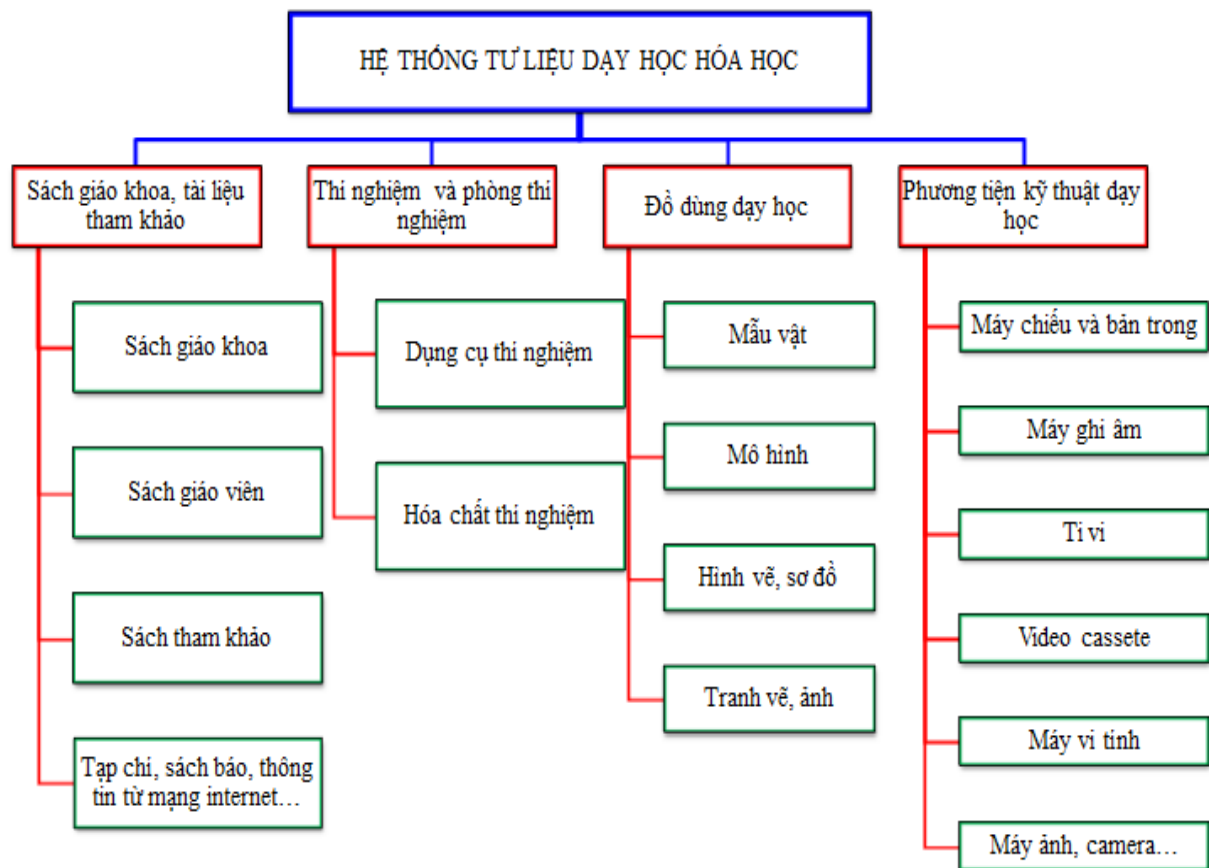 HỆ THỐNG TƯ LIỆU DẠY HỌC HÓA HỌC
Sách giáo khoa, tài liệu
tham khảo
Sách giáo khoa
Sách giáo viên
Sách tham khảo
Tạp chí, sách báo, thông
tin từ mạng internet...
Thí nghiệm và phòng thí
nghiệm
Dụng cụ thí nghiệm
Hóa chất thí nghiệm
Đồ dùng dạy học
Mẫu vật
Mô hình
Hình vẽ, sơ đồ
Tranh vẽ, ảnh
Phương tiện kỹ thuật dạy
học
Máy chiếu và bản trong
Máy ghi âm
Ti vi
Video cassete
Máy vi tính
Máy ảnh, camera...